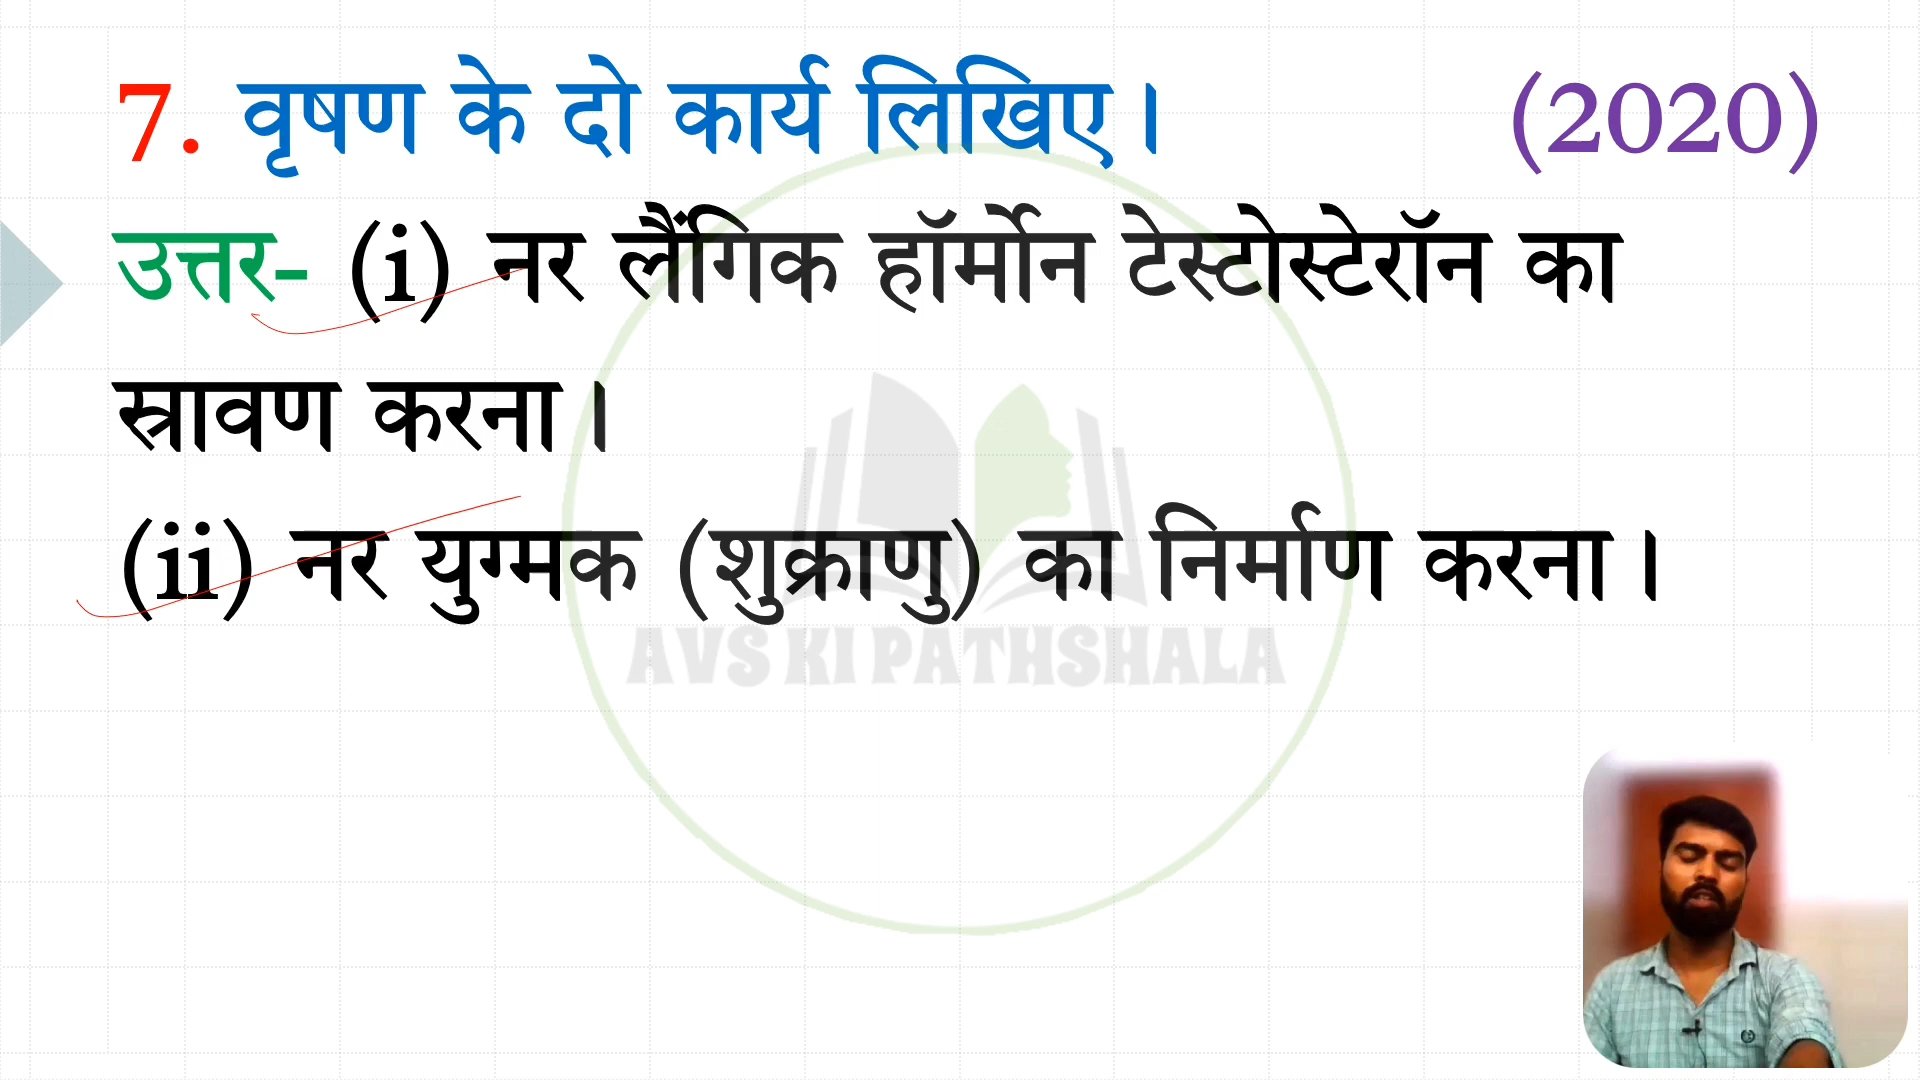 7. वृषण के दो कार्य लिखिए। (2020)
उत्तर- (i) नर लैंगिक हॉर्मोन टेस्टोस्टेरॉन का
स्रावण करना।
(ii) नर युग्मक (शुक्राणु) का निर्माण करना।
AVS KI PATHSHALA